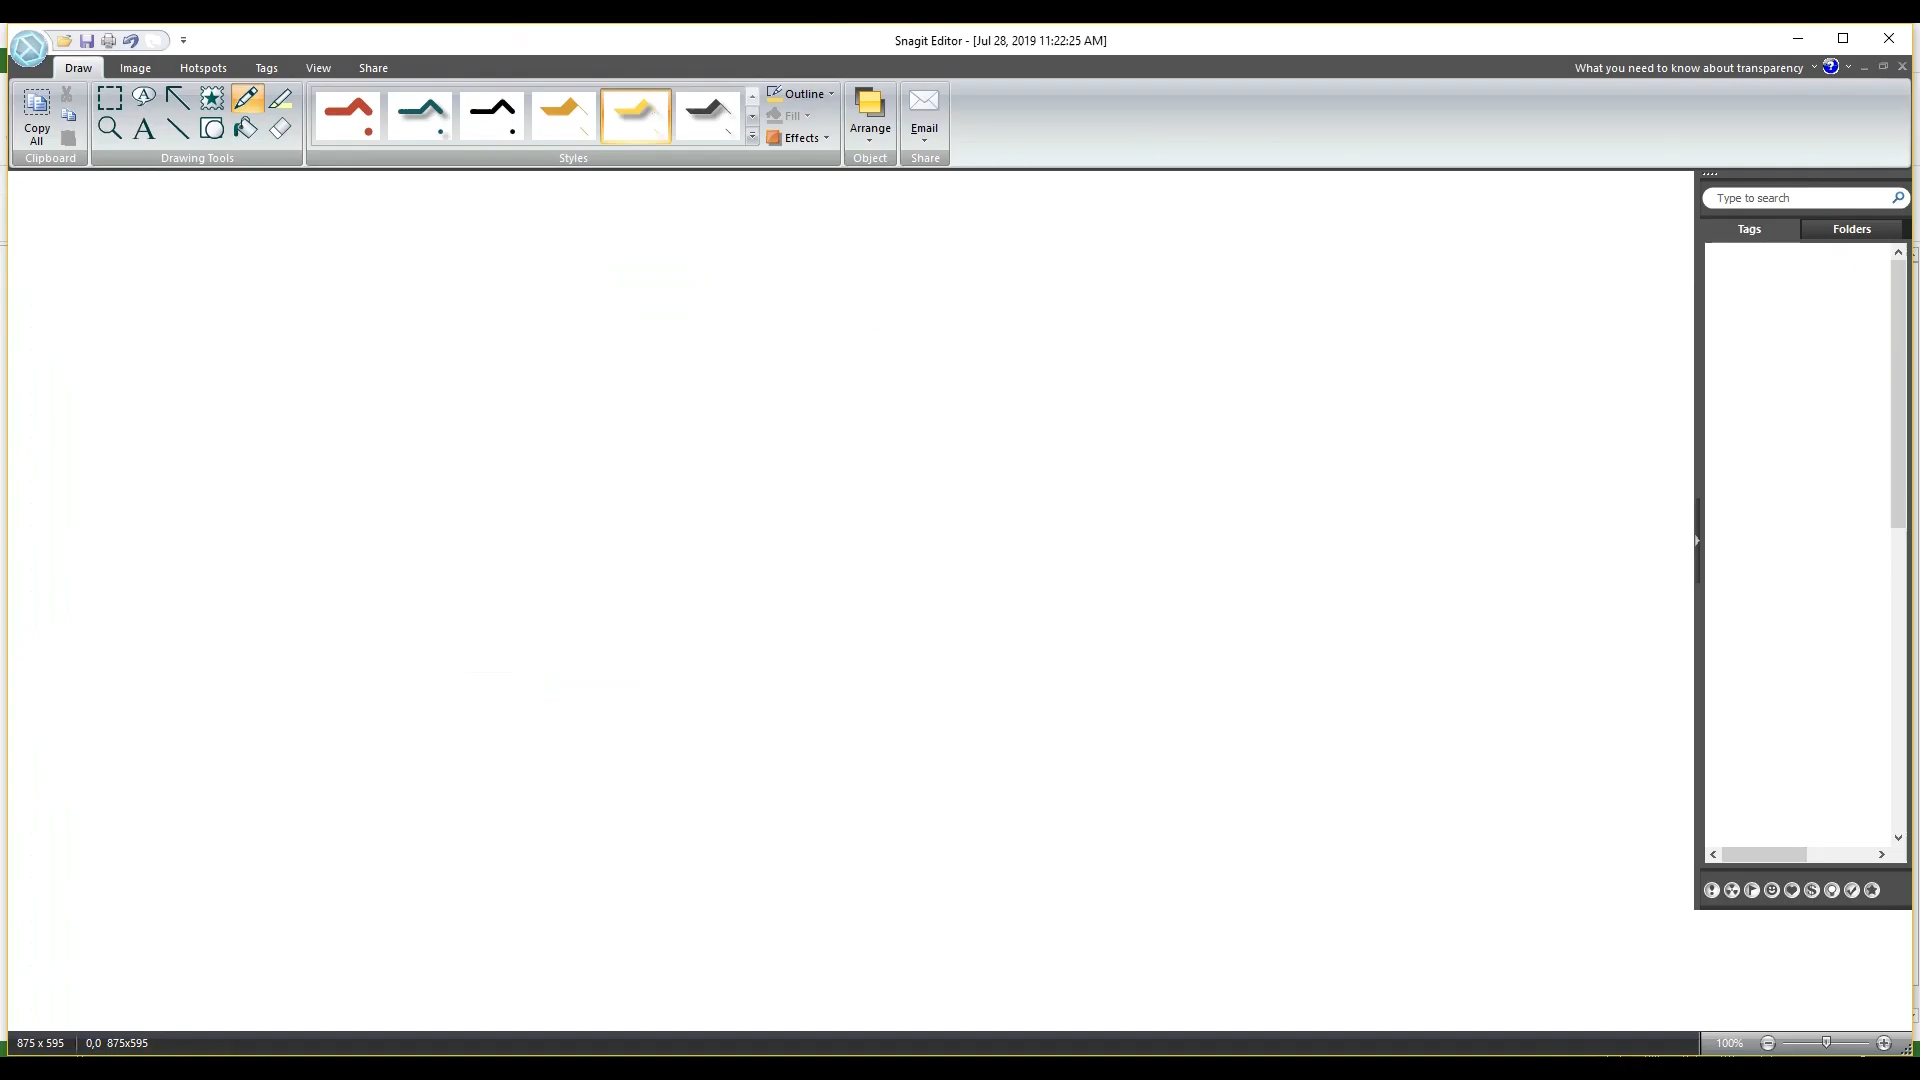 Snagit Editor - [Jul 28, 2019 11:22:25 AM]
Draw Image Hotspots Tags View Share What you need to know about transparency
Copy
All
Clipboard
Drawing Tools
Styles
Outline
Fill
Effects
Arrange
Object
Email
Share
Type to search
Tags Folders
875 x 595 0,0 875x595 100%